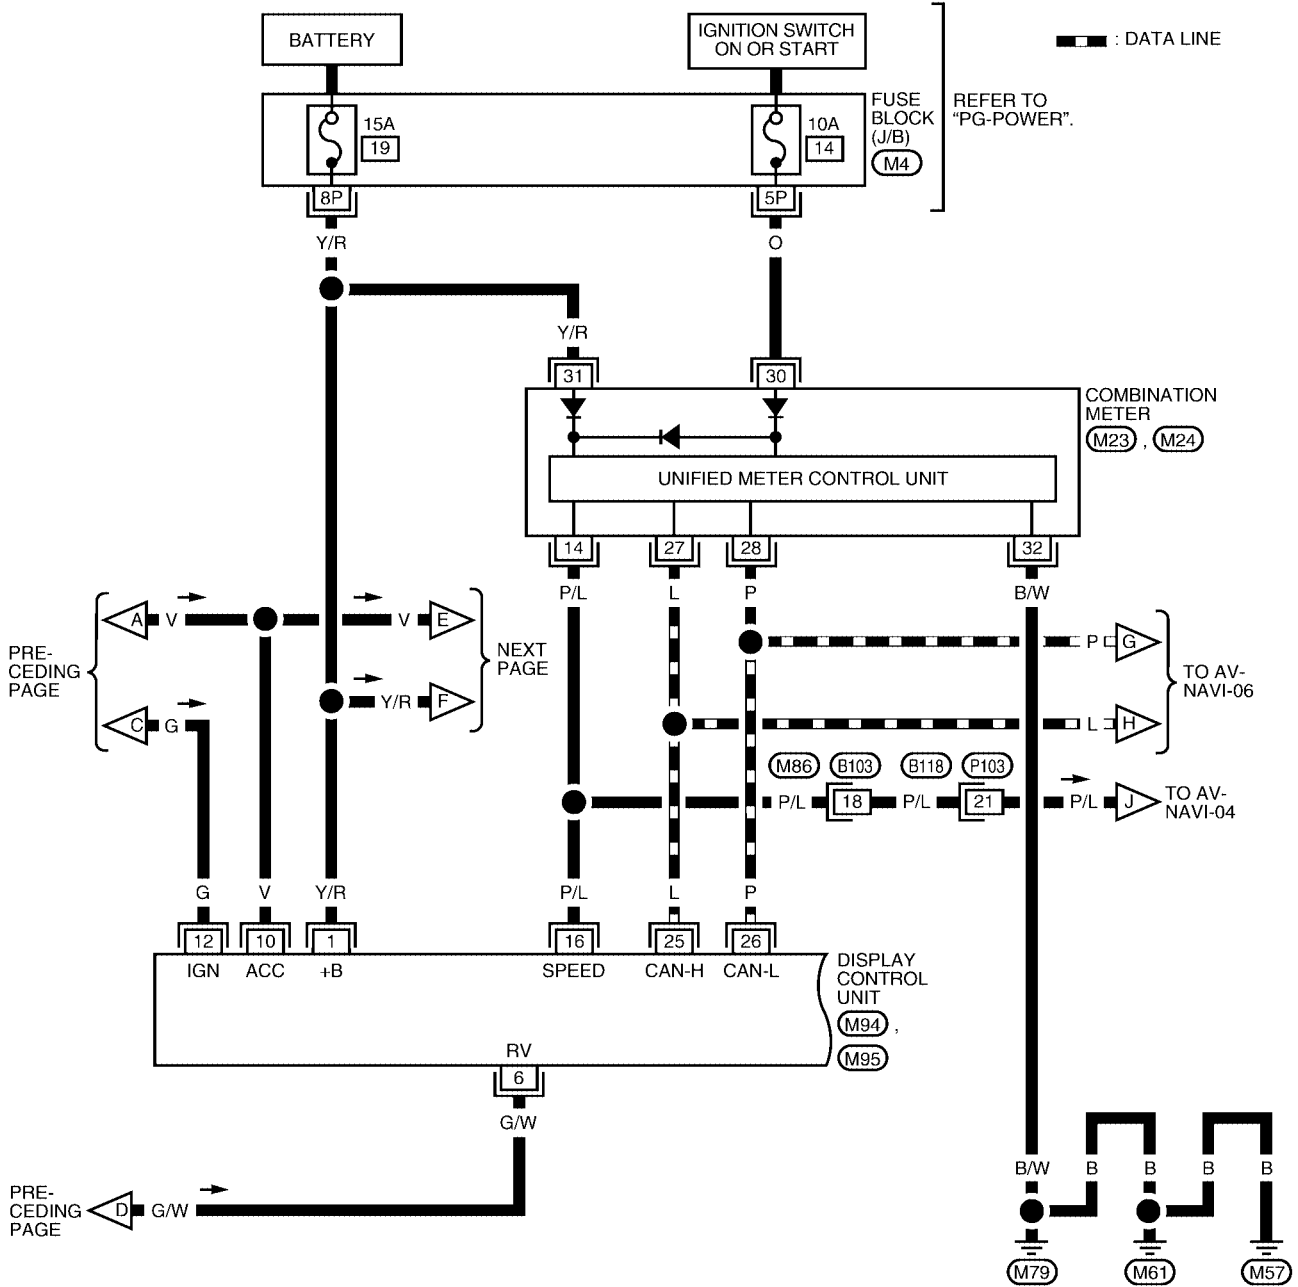 BATTERY
IGNITION SWITCH
ON OR START
: DATA LINE
15A
19
10A
14
FUSE
BLOCK
(J/B)
M4
REFER TO
“PG-POWER”.
8P
5P
Y/R
O
Y/R
31
30
COMBINATION
METER
M23 , M24
UNIFIED METER CONTROL UNIT
14
27
28
32
P/L
L
P
B/W
PRE-
CEDING
PAGE
A
V
V
E
C
G
Y/R
F
NEXT
PAGE
P
G
L
H
TO AV-
NAVI-06
M86
B103
B118
P103
P/L
18
P/L
21
P/L
J
TO AV-
NAVI-04
G
V
Y/R
P/L
L
P
12
10
1
16
25
26
IGN
ACC
+B
SPEED
CAN-H
CAN-L
DISPLAY
CONTROL
UNIT
M94 ,
M95
RV
6
G/W
PRE-
CEDING
PAGE
D
G/W
B/W
B
B
B
B
M79
M61
M57